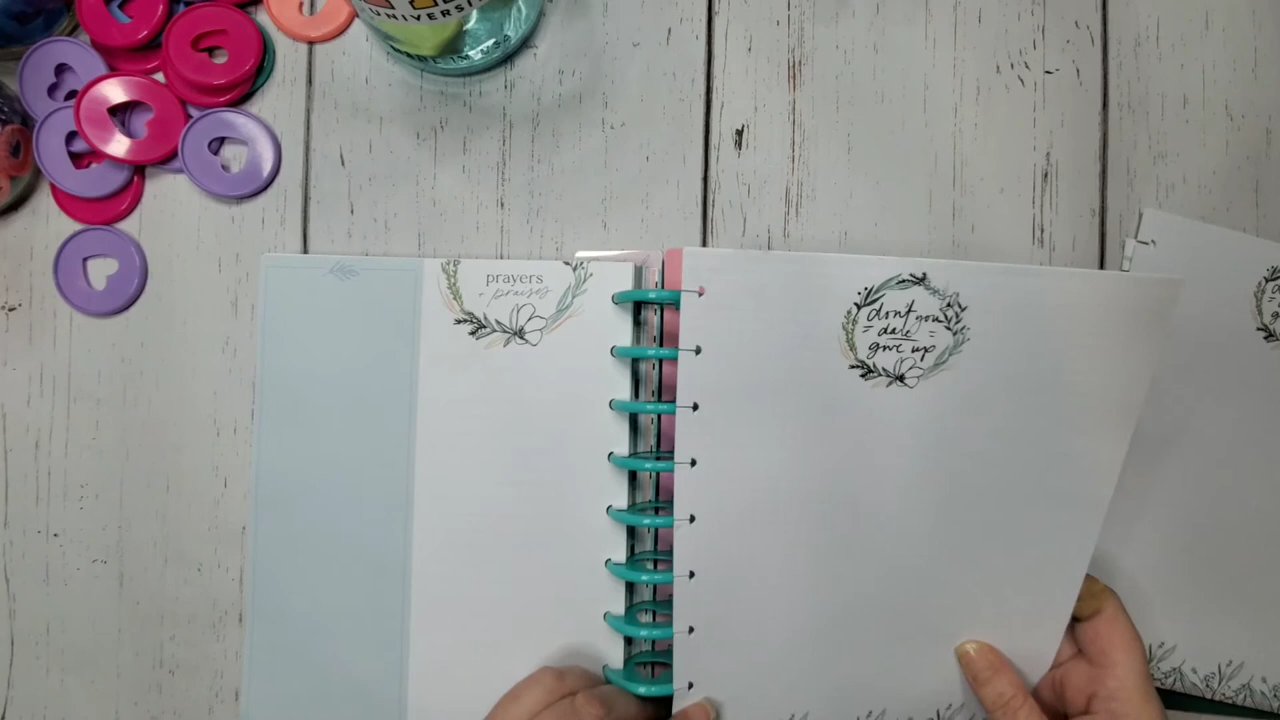 UNIVERSI
prayers
+ praises
don't you
dare
give up